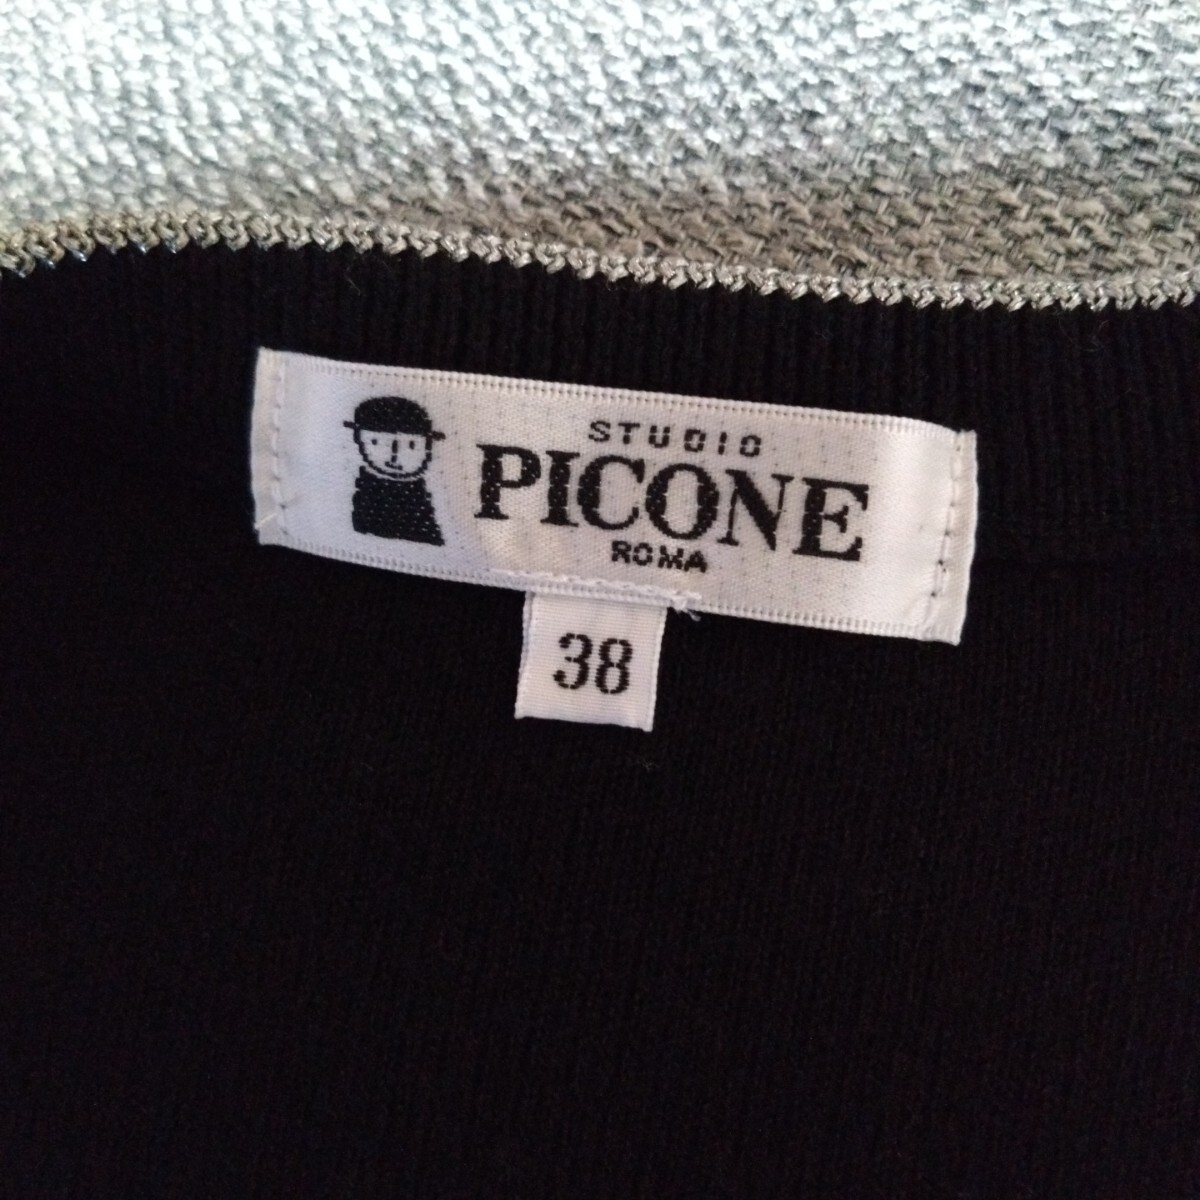 STUDIO
PICONE
ROMA
38